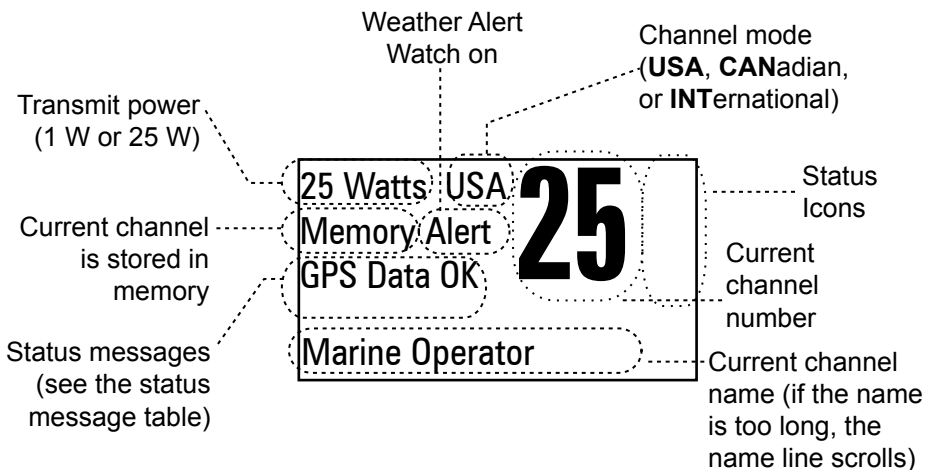 Weather Alert
Watch on
Channel mode
(USA, CANadian,
or INTernational)
Transmit power
(1 W or 25 W)
Current channel
is stored in
memory
Status messages
(see the status
message table)
25 Watts USA
Memory Alert
GPS Data OK
Marine Operator
25
Status
Icons
Current
channel
number
Current channel
name (if the name
is too long, the
name line scrolls)